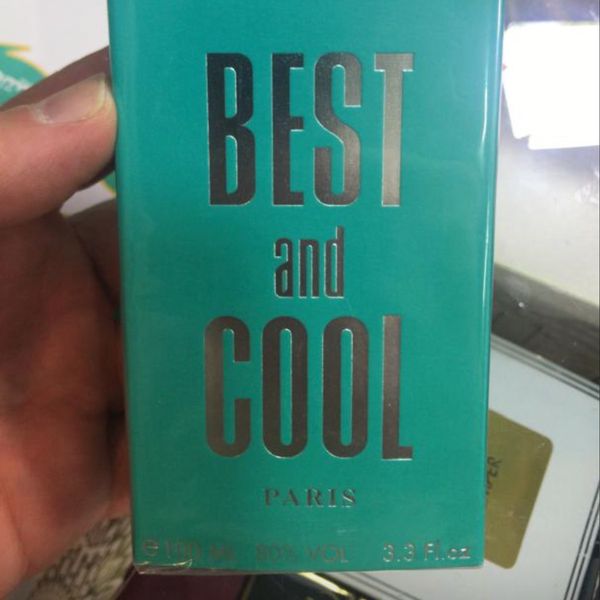 BEST
and
COOL
PARIS
℮ 100 ML 80% VOL 3.3 Fl.oz